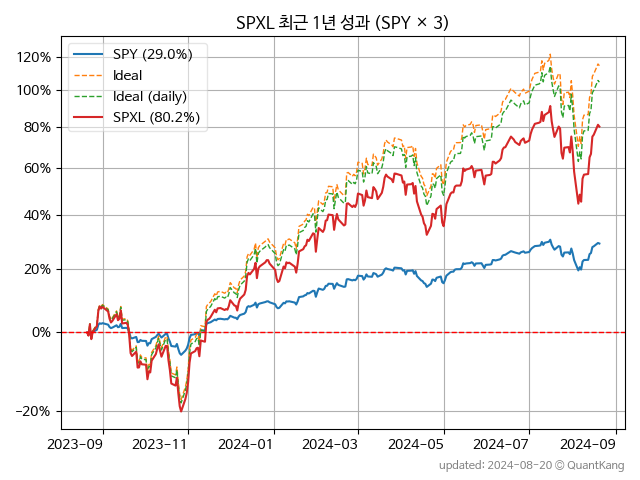 SPXL 최근 1년 성과 (SPY × 3)
SPY (29.0%)
Ideal
Ideal (daily)
SPXL (80.2%)
120%
100%
80%
60%
40%
20%
0%
−20%
2023-09 2023-11 2024-01 2024-03 2024-05 2024-07 2024-09
updated: 2024-08-20 © QuantKang